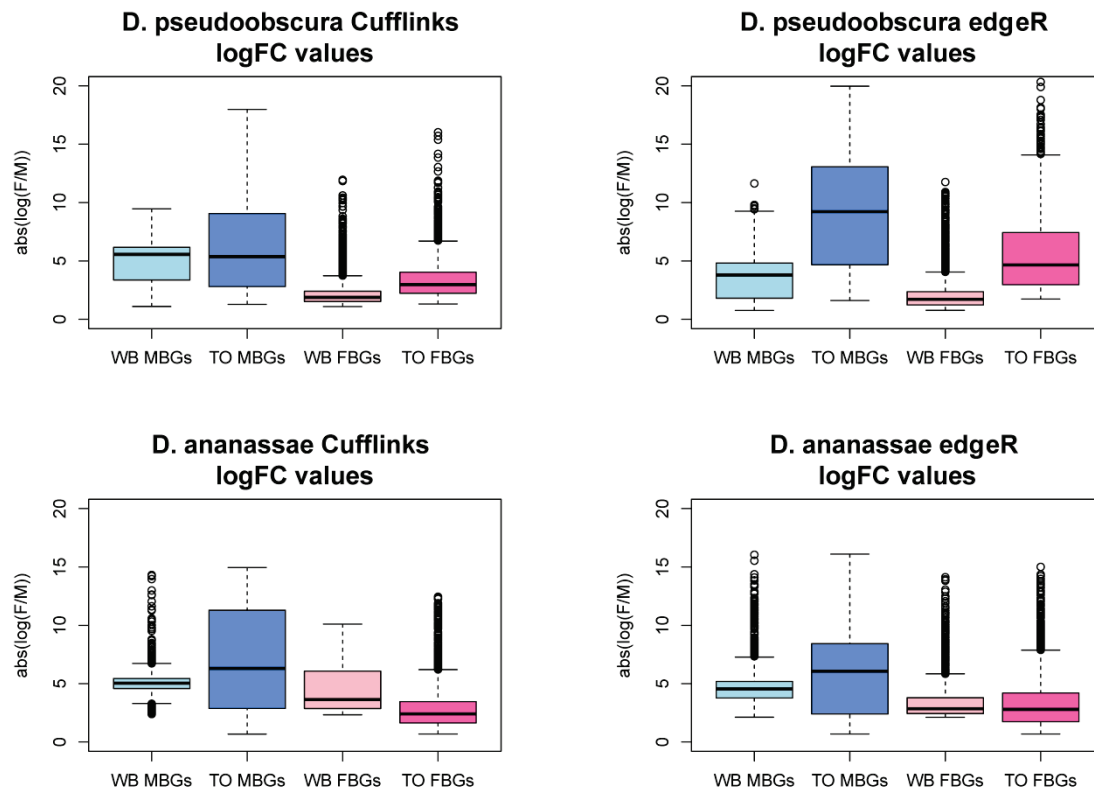 D. pseudoobscura Cufflinks
logFC values
abs(log(F/M))
20
15
10
5
0
WB MBGs TO MBGs WB FBGs TO FBGs
D. pseudoobscura edgeR
logFC values
abs(log(F/M))
20
15
10
5
0
WB MBGs TO MBGs WB FBGs TO FBGs
D. ananassae Cufflinks
logFC values
abs(log(F/M))
20
15
10
5
0
WB MBGs TO MBGs WB FBGs TO FBGs
D. ananassae edgeR
logFC values
abs(log(F/M))
20
15
10
5
0
WB MBGs TO MBGs WB FBGs TO FBGs